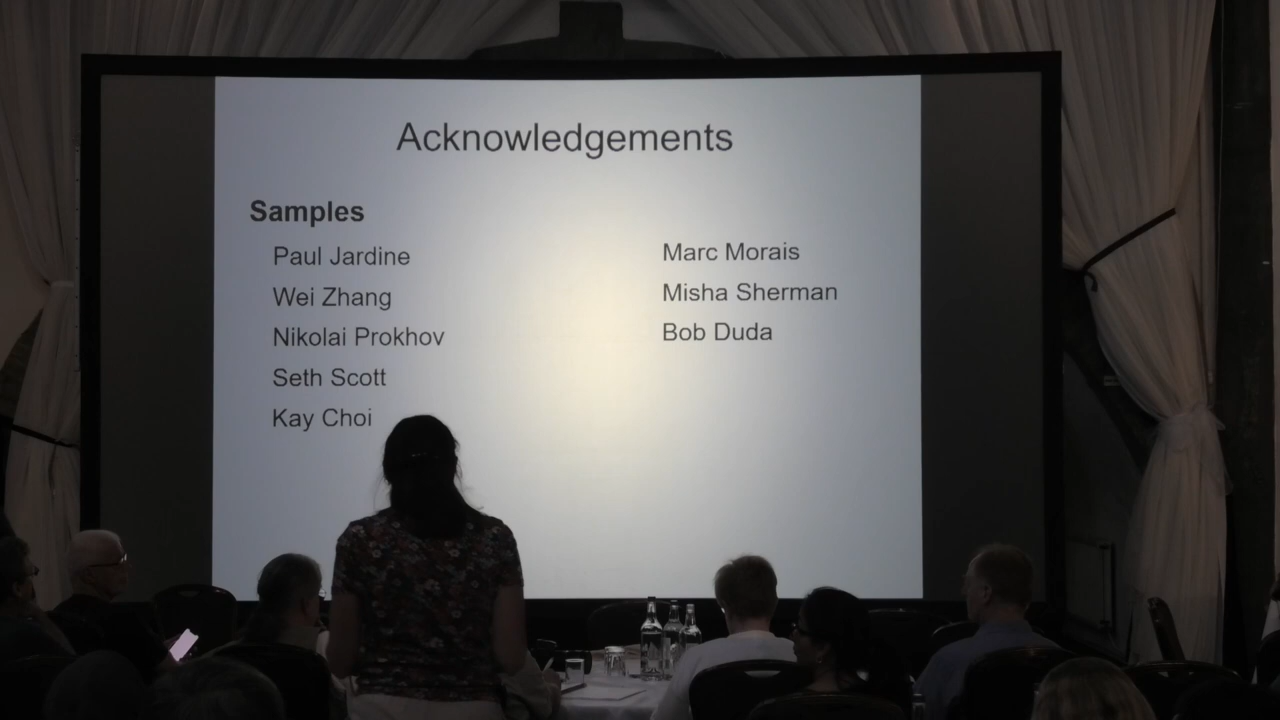 Acknowledgements
Samples
Paul Jardine
Wei Zhang
Nikolai Prokhov
Seth Scott
Kay Choi
Marc Morais
Misha Sherman
Bob Duda